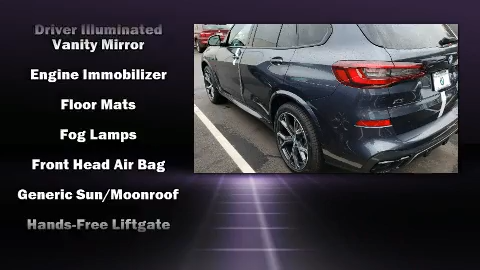 Driver Illuminated
Vanity Mirror
Engine Immobilizer
Floor Mats
Fog Lamps
Front Head Air Bag
Generic Sun/Moonroof
Hands-Free Liftgate